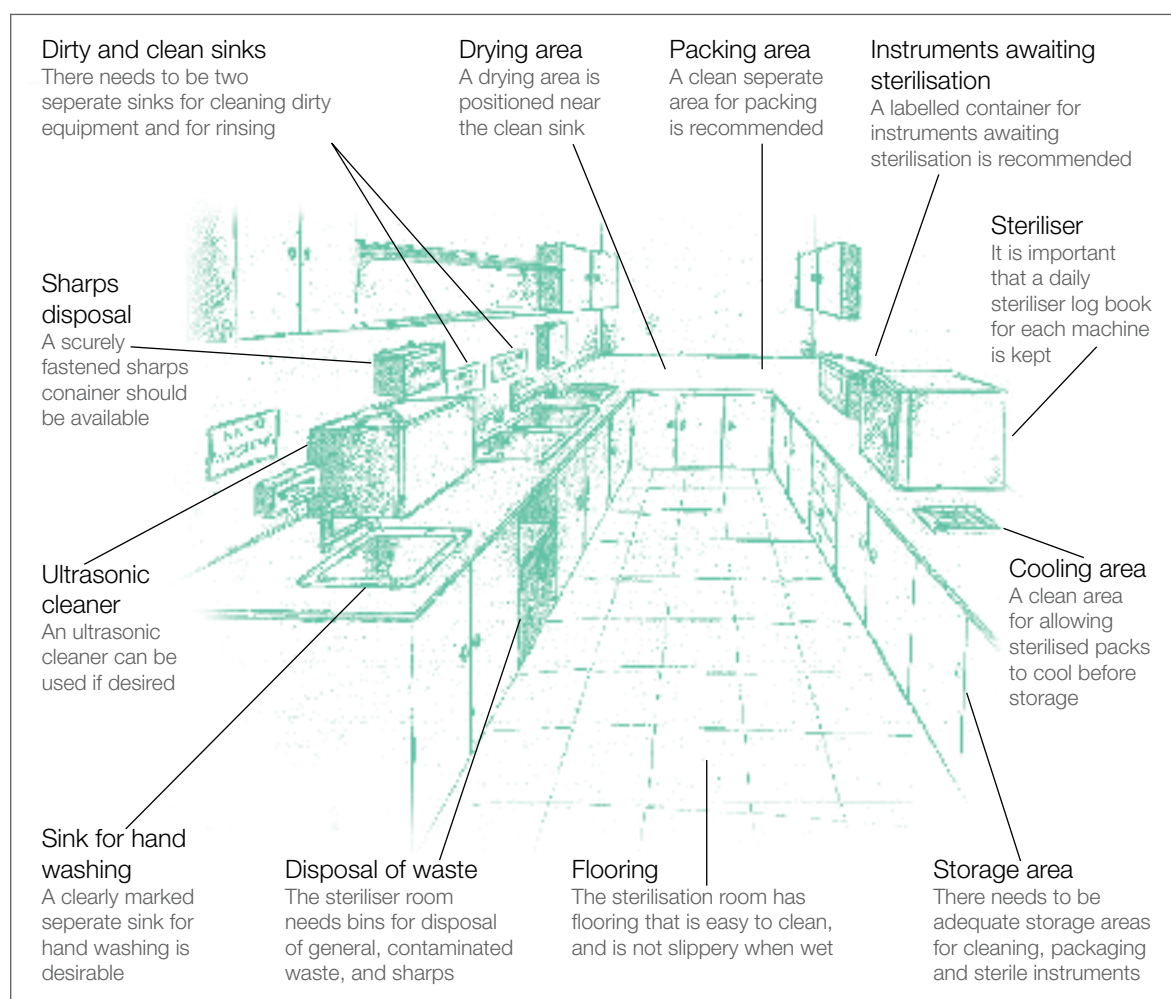 Dirty and clean sinks
There needs to be two
seperate sinks for cleaning dirty
equipment and for rinsing
Drying area
A drying area is
positioned near
the clean sink
Packing area
A clean seperate
area for packing
is recommended
Instruments awaiting
sterilisation
A labelled container for
instruments awaiting
sterilisation is recommended
Steriliser
It is important
that a daily
steriliser log book
for each machine
is kept
Sharps
disposal
A scurely
fastened sharps
conainer should
be available
Ultrasonic
cleaner
An ultrasonic
cleaner can be
used if desired
Cooling area
A clean area
for allowing
sterilised packs
to cool before
storage
Sink for hand
washing
A clearly marked
seperate sink for
hand washing is
desirable
Disposal of waste
The steriliser room
needs bins for disposal
of general, contaminated
waste, and sharps
Flooring
The sterilisation room has
flooring that is easy to clean,
and is not slippery when wet
Storage area
There needs to be
adequate storage areas
for cleaning, packaging
and sterile instruments